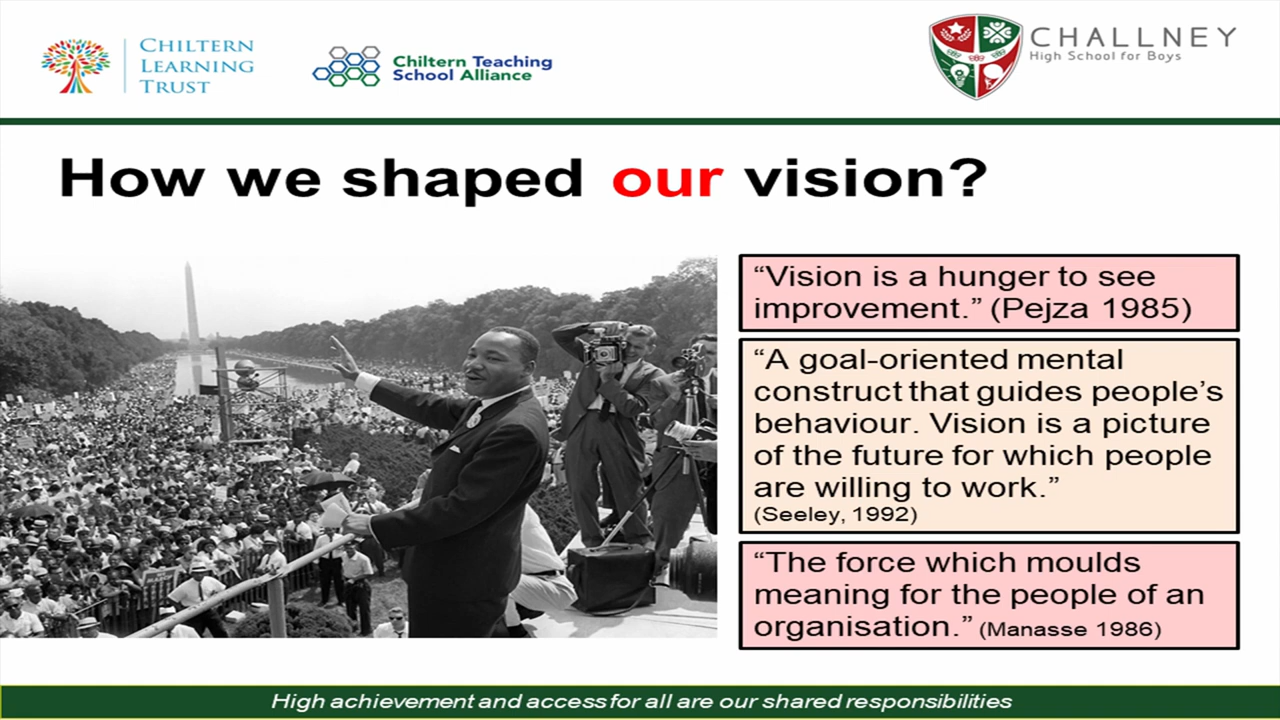 CHILTERN
LEARNING
TRUST
Chiltern Teaching
School Alliance
CHALLNEY
High School for Boys
How we shaped our vision?
“Vision is a hunger to see
improvement.” (Pejza 1985)
“A goal-oriented mental
construct that guides people’s
behaviour. Vision is a picture
of the future for which people
are willing to work.”
(Seeley, 1992)
“The force which moulds
meaning for the people of an
organisation.” (Manasse 1986)
High achievement and access for all are our shared responsibilities